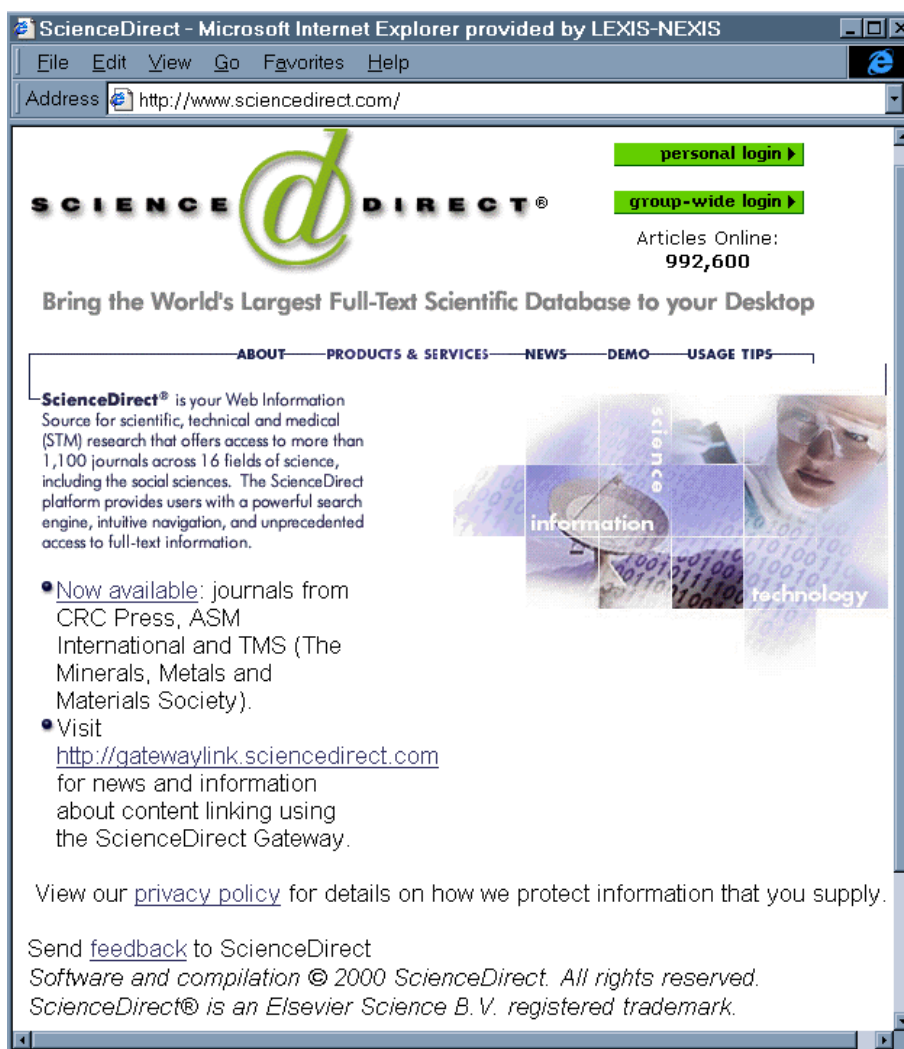 ScienceDirect - Microsoft Internet Explorer provided by LEXIS-NEXIS
File Edit View Go Favorites Help
Address http://www.sciencedirect.com/
SCIENCE d DIRECT®
personal login
group-wide login
Articles Online:
992,600
Bring the World's Largest Full-Text Scientific Database to your Desktop
ABOUT PRODUCTS & SERVICES NEWS DEMO USAGE TIPS
ScienceDirect® is your Web Information
Source for scientific, technical and medical
(STM) research that offers access to more than
1,100 journals across 16 fields of science,
including the social sciences. The ScienceDirect
platform provides users with a powerful search
engine, intuitive navigation, and unprecedented
access to full-text information.
science
information
technology
Now available: journals from
CRC Press, ASM
International and TMS (The
Minerals, Metals and
Materials Society).
Visit
http://gatewaylink.sciencedirect.com
for news and information
about content linking using
the ScienceDirect Gateway.
View our privacy policy for details on how we protect information that you supply.
Send feedback to ScienceDirect
Software and compilation © 2000 ScienceDirect. All rights reserved.
ScienceDirect® is an Elsevier Science B.V. registered trademark.